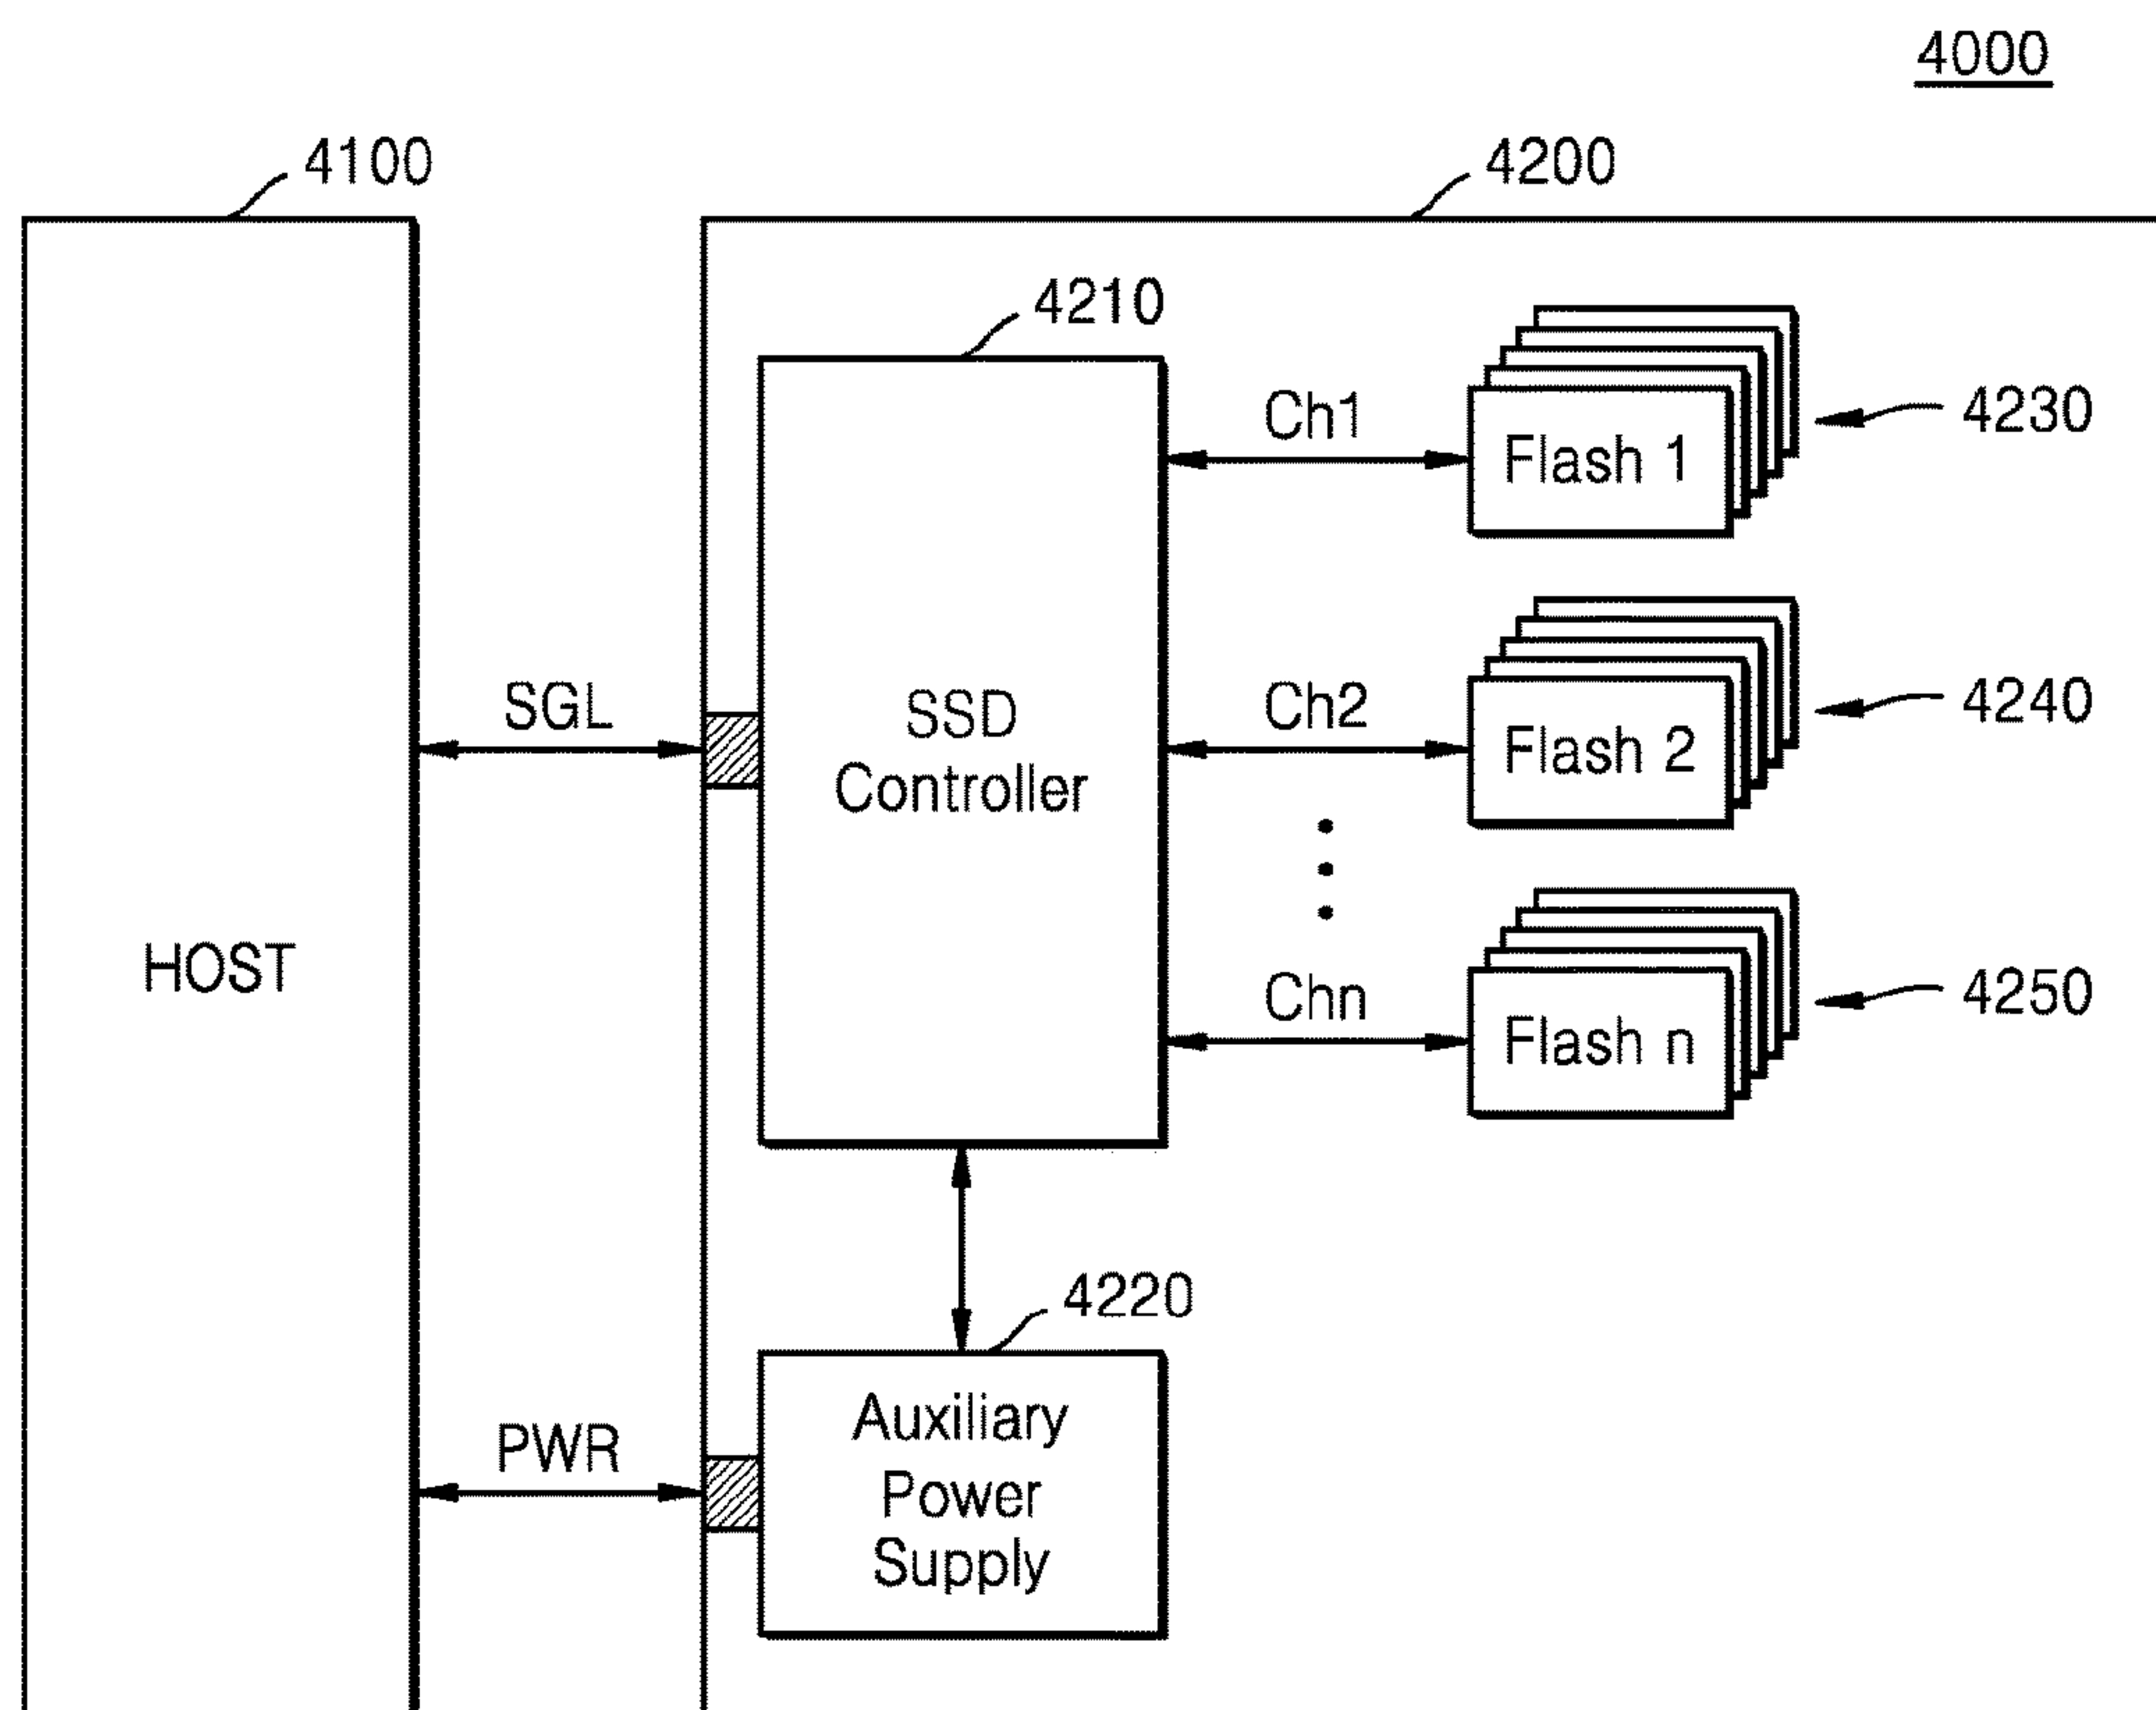 4000
4100
4200
4210
Ch1
Flash 1
4230
SGL
SSD
Controller
Ch2
Flash 2
4240
HOST
Chn
Flash n
4250
4220
PWR
Auxiliary
Power
Supply